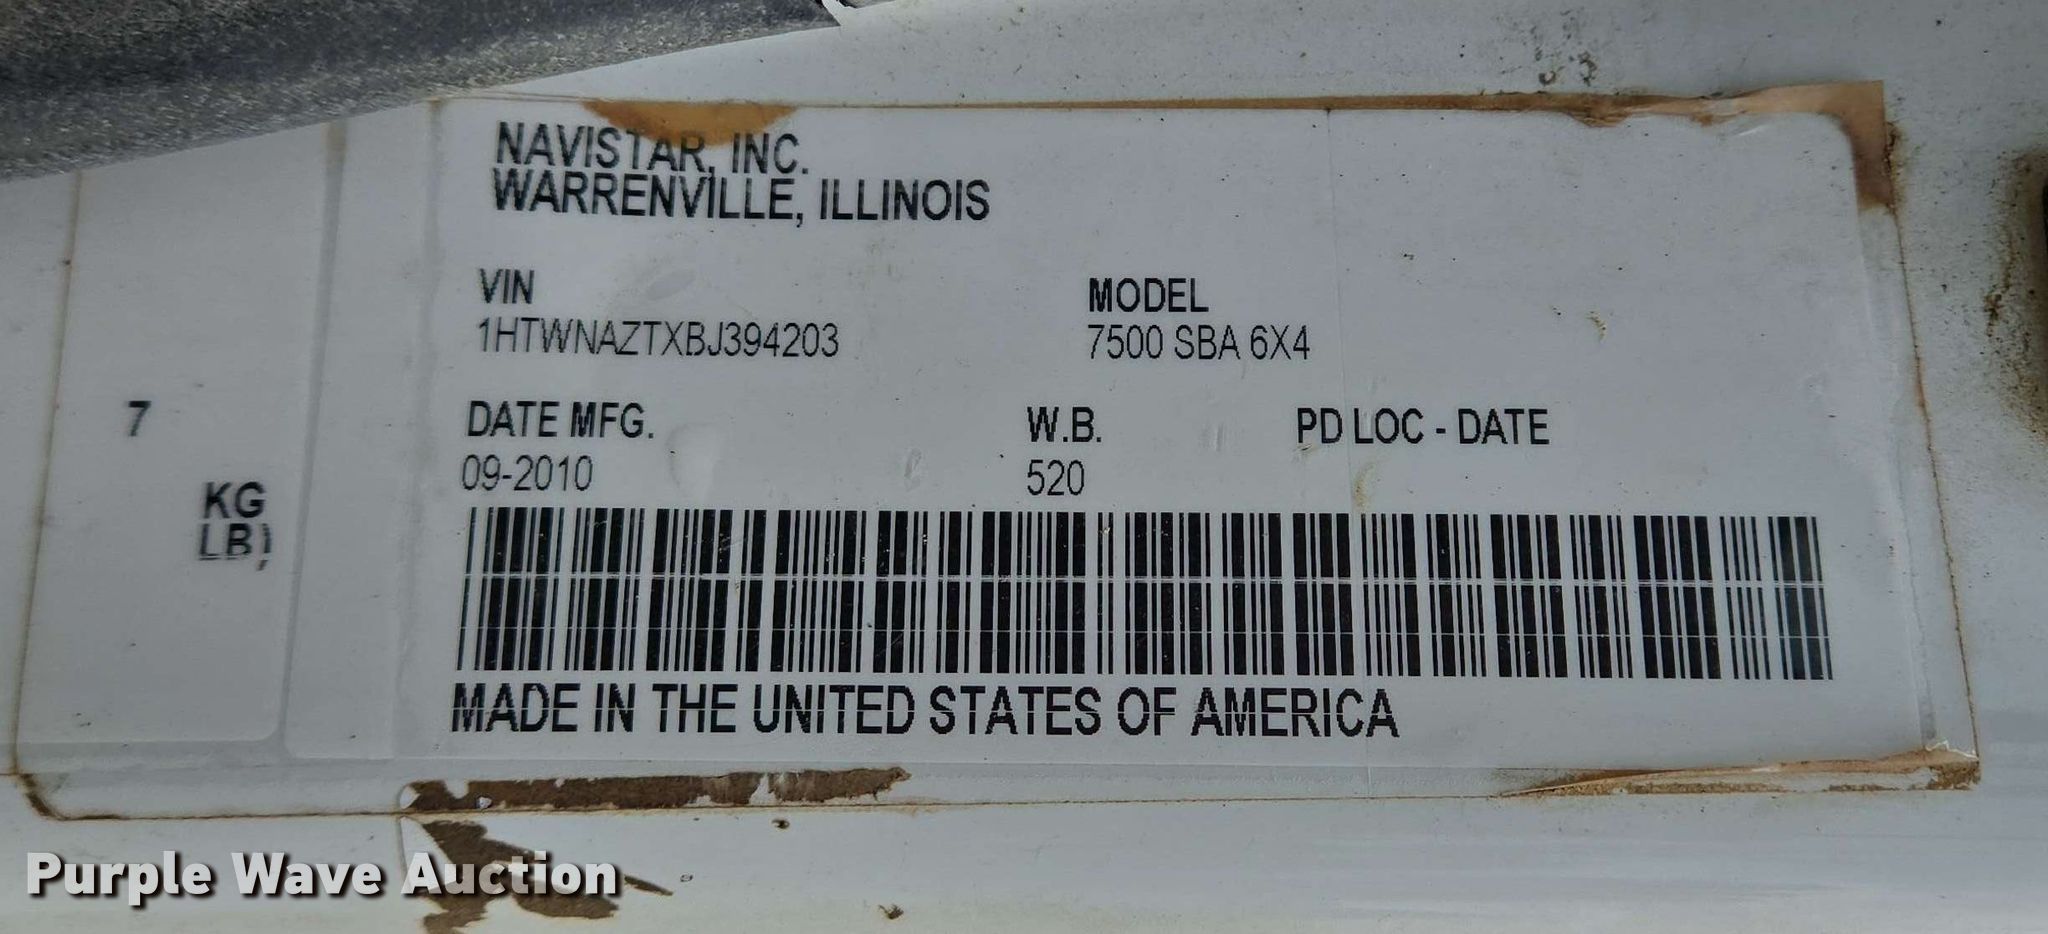 NAVISTAR, INC.
WARRENVILLE, ILLINOIS
VIN
1HTWNAZTXBJ394203
MODEL
7500 SBA 6X4
DATE MFG.
09-2010
W.B.
520
PD LOC - DATE
7
KG
LB)
,
MADE IN THE UNITED STATES OF AMERICA
Purple Wave Auction